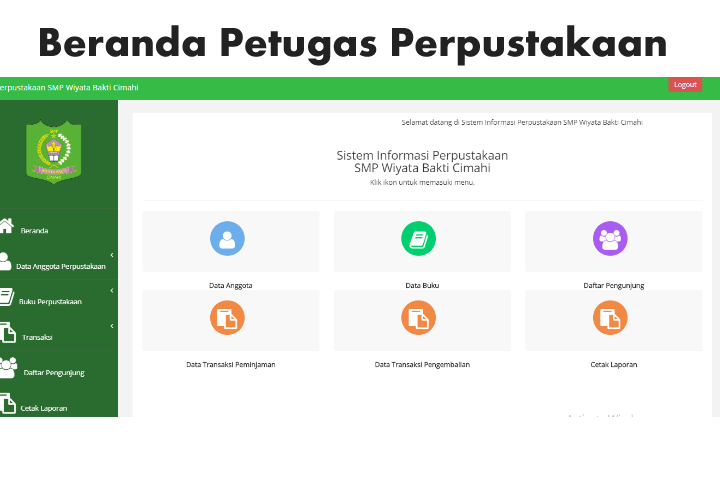 Beranda Petugas Perpustakaan
erpustakaan SMP Wiyata Bakti Cimahi
Logout
Selamat datang di Sistem Informasi Perpustakaan SMP Wiyata Bakti Cimahi
SMP
CIMAHI
Sistem Informasi Perpustakaan
SMP Wiyata Bakti Cimahi
Klik ikon untuk memasuki menu.
Beranda
Data Anggota Perpustakaan
Buku Perpustakaan
Transaksi
Daftar Pengunjung
Cetak Laporan
Data Anggota
Data Buku
Daftar Pengunjung
Data Transaksi Peminjaman
Data Transaksi Pengembalian
Cetak Laporan